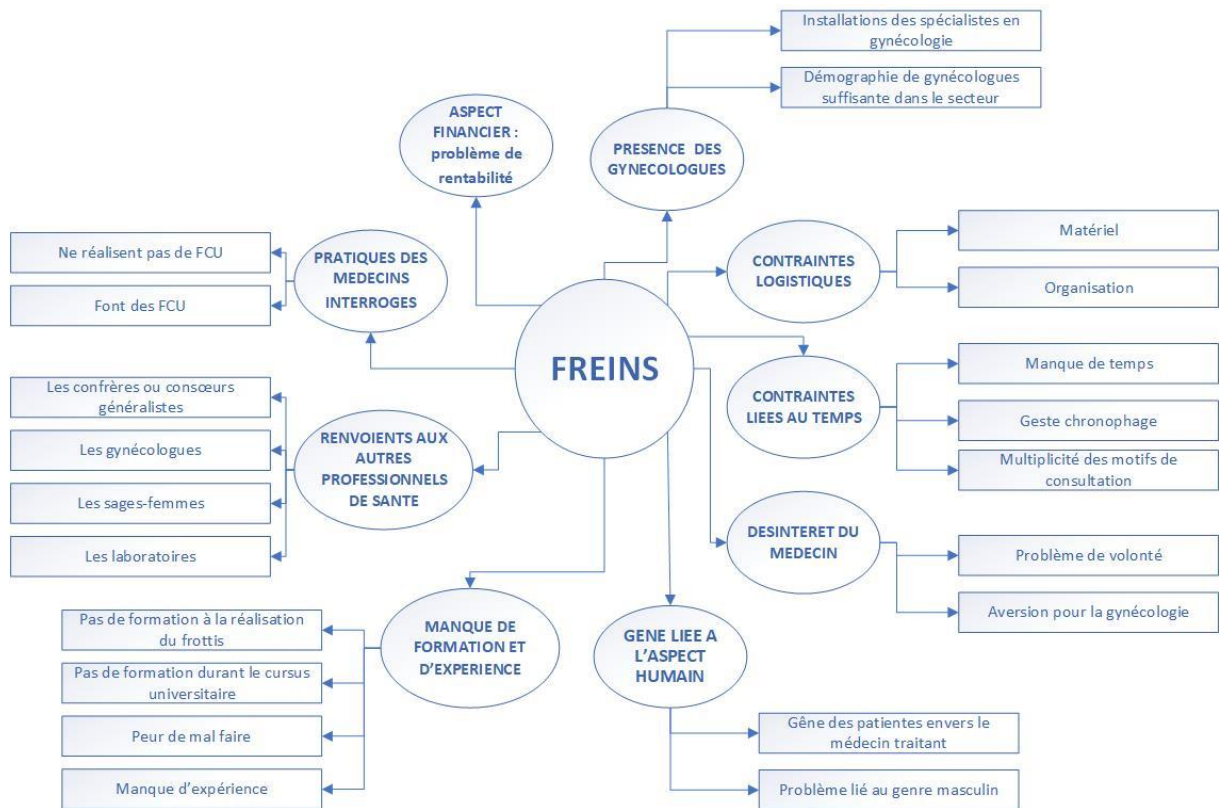 Installations des spécialistes en
gynécologie
Démographie de gynécologues
suffisante dans le secteur
ASPECT
FINANCIER :
problème de
rentabilité
PRESENCE DES
GYNECOLOGUES
Ne réalisent pas de FCU
Font des FCU
PRATIQUES DES
MEDECINS
INTERROGES
CONTRAINTES
LOGISTIQUES
Matériel
Organisation
FREINS
CONTRAINTES
LIEES AU TEMPS
Manque de temps
Geste chronophage
Multiplicité des motifs de
consultation
Les confrères ou consœurs
généralistes
Les gynécologues
Les sages-femmes
Les laboratoires
RENVOIENTS AUX
AUTRES
PROFESSIONNELS
DE SANTE
DESINTERET DU
MEDECIN
Problème de volonté
Aversion pour la gynécologie
Pas de formation à la réalisation
du frottis
Pas de formation durant le cursus
universitaire
Peur de mal faire
Manque d’expérience
MANQUE DE
FORMATION ET
D’EXPERIENCE
GENE LIEE A
L’ASPECT
HUMAIN
Gêne des patientes envers le
médecin traitant
Problème lié au genre masculin